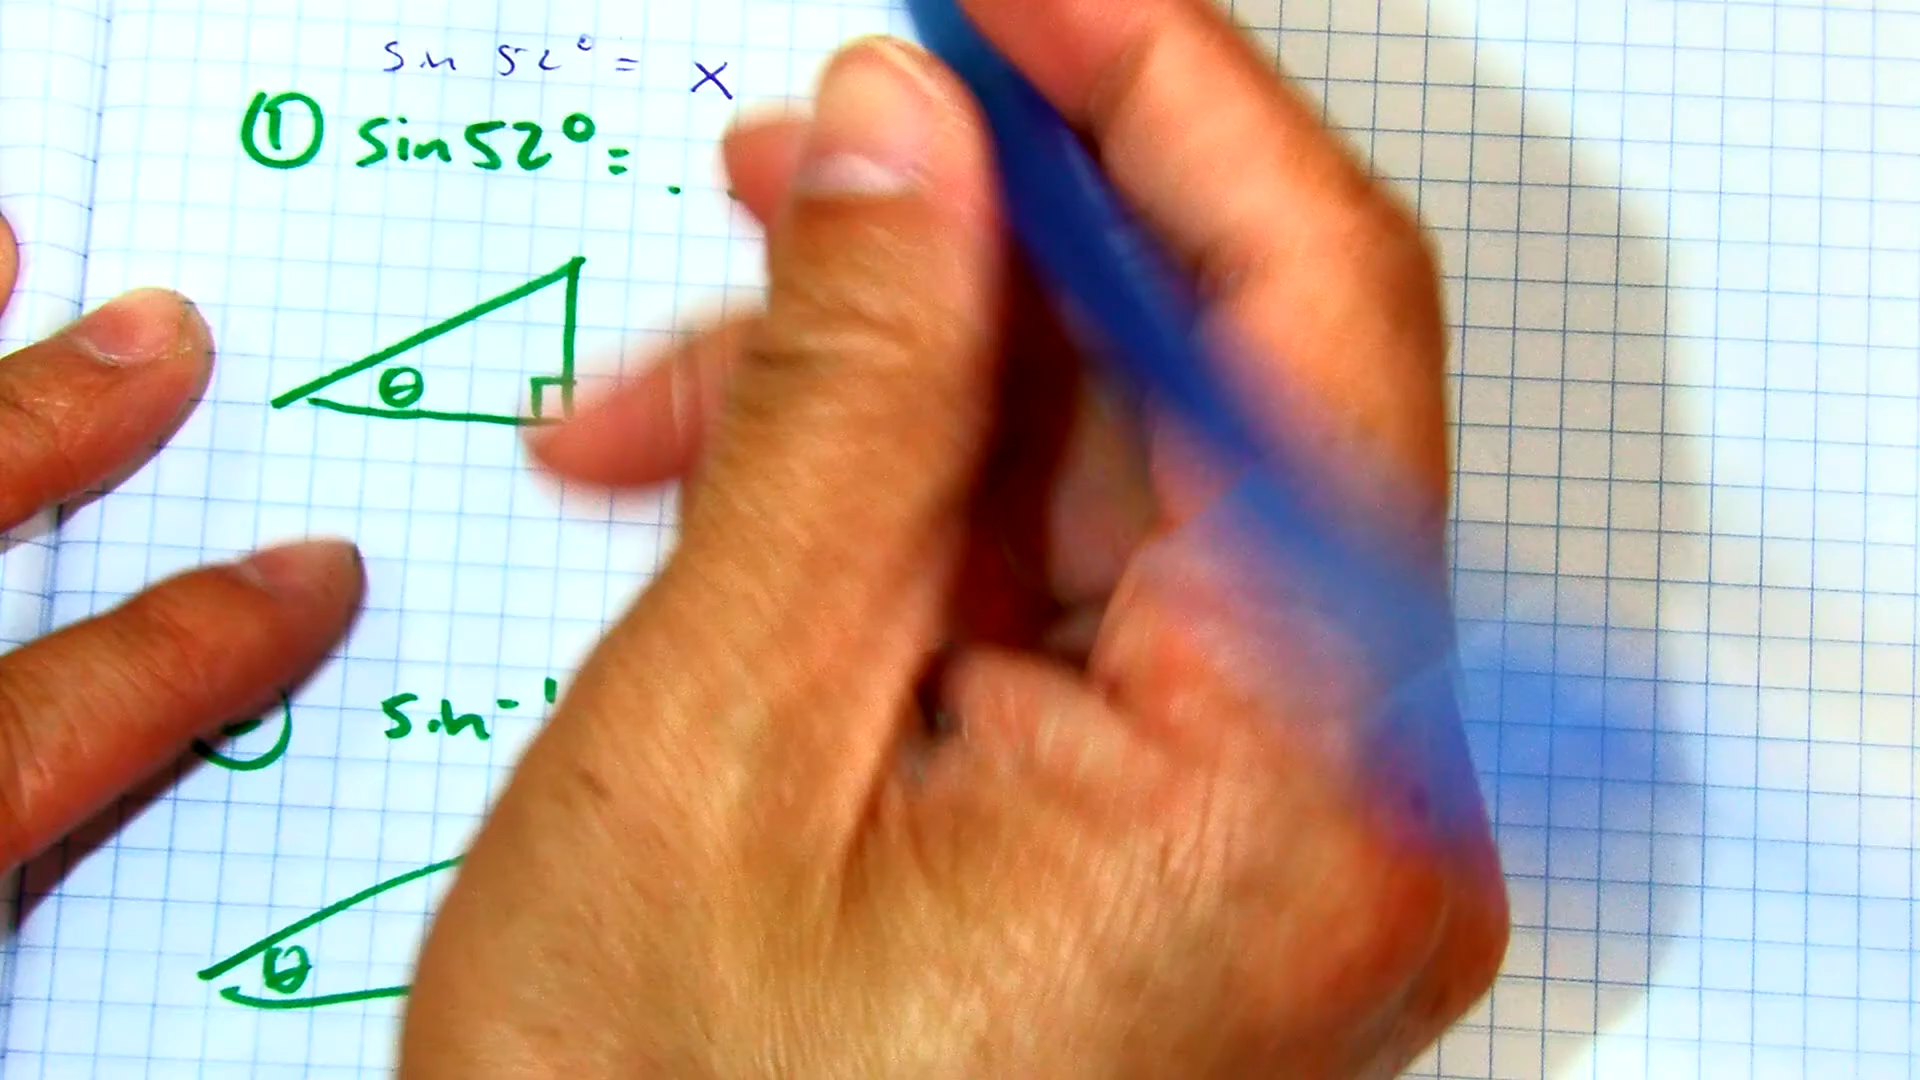 sin 52° = x
① sin 52° =
θ
sin⁻¹
θ